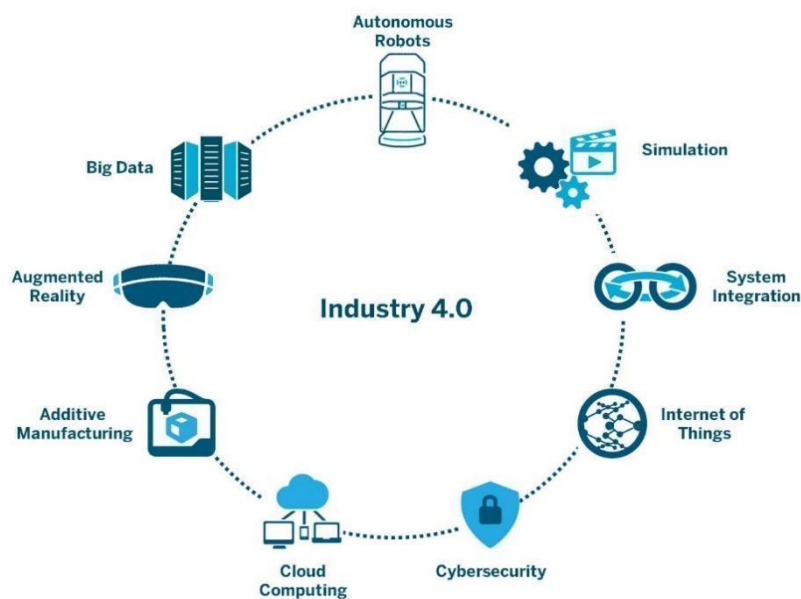 Autonomous
Robots
Simulation
System
Integration
Internet of
Things
Cybersecurity
Cloud
Computing
Additive
Manufacturing
Augmented
Reality
Big Data
Industry 4.0